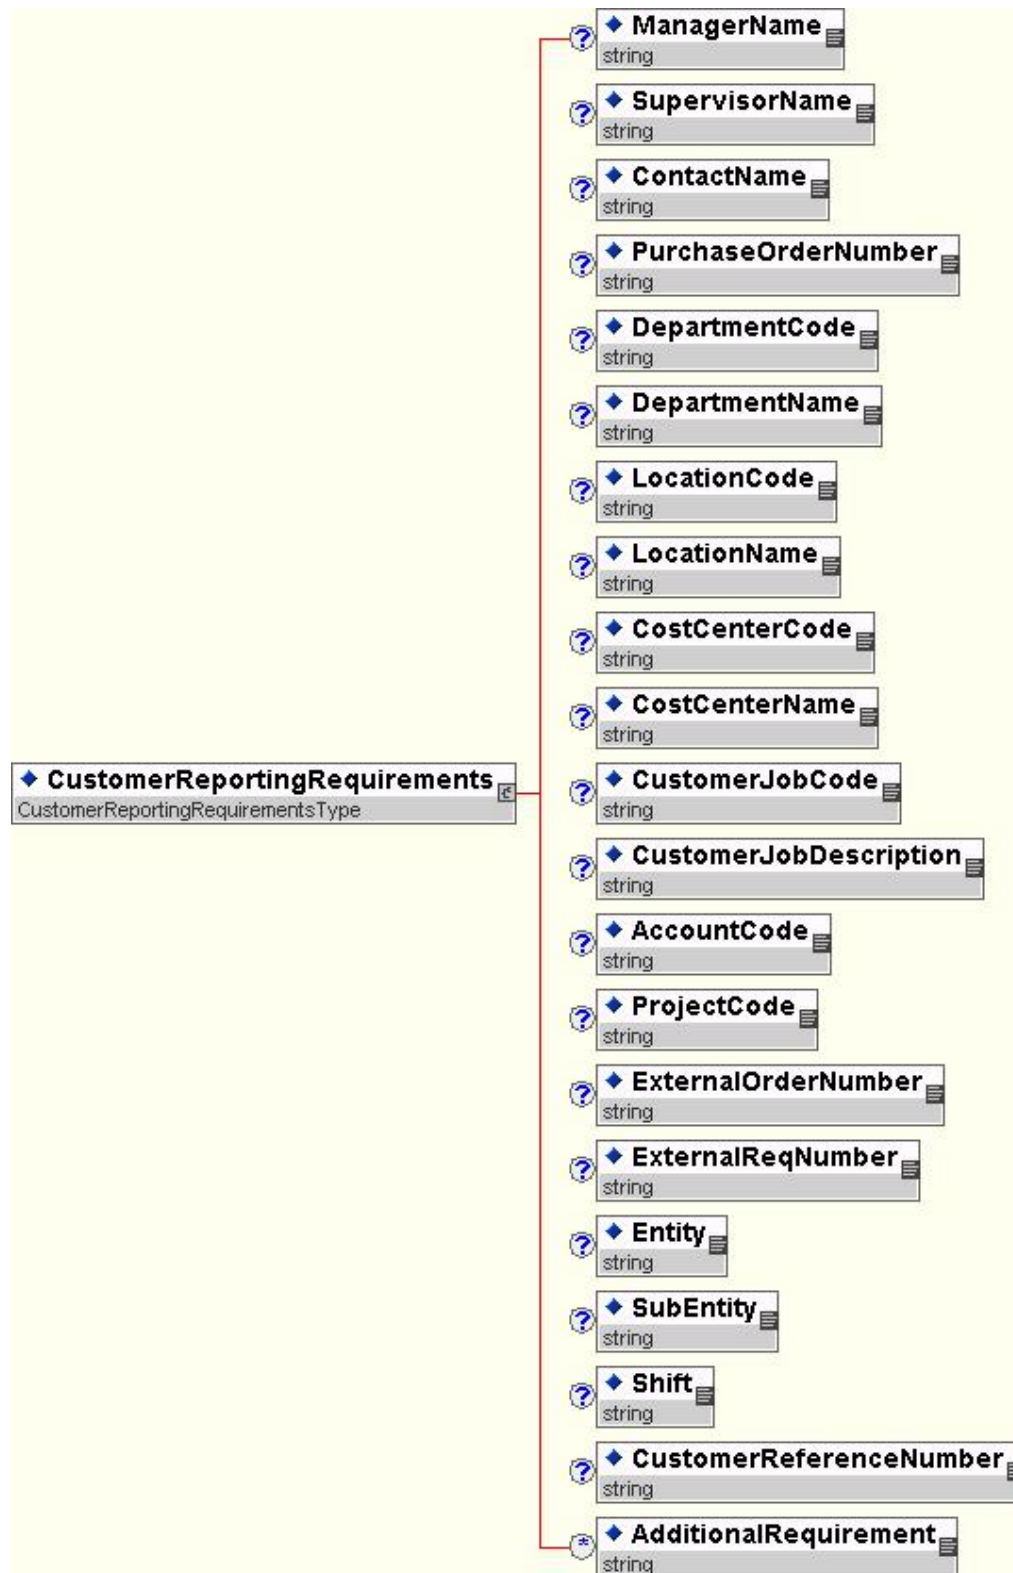 ManagerName
string
SupervisorName
string
ContactName
string
PurchaseOrderNumber
string
DepartmentCode
string
DepartmentName
string
LocationCode
string
LocationName
string
CostCenterCode
string
CostCenterName
string
CustomerReportingRequirements
CustomerReportingRequirementsType
CustomerJobCode
string
CustomerJobDescription
string
AccountCode
string
ProjectCode
string
ExternalOrderNumber
string
ExternalReqNumber
string
Entity
string
SubEntity
string
Shift
string
CustomerReferenceNumber
string
AdditionalRequirement
string